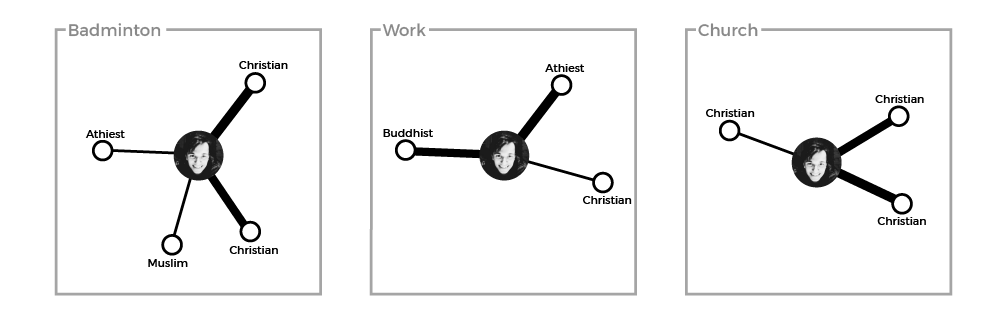 Badminton
Christian
Athiest
Muslim
Christian
Work
Athiest
Buddhist
Christian
Church
Christian
Christian
Christian